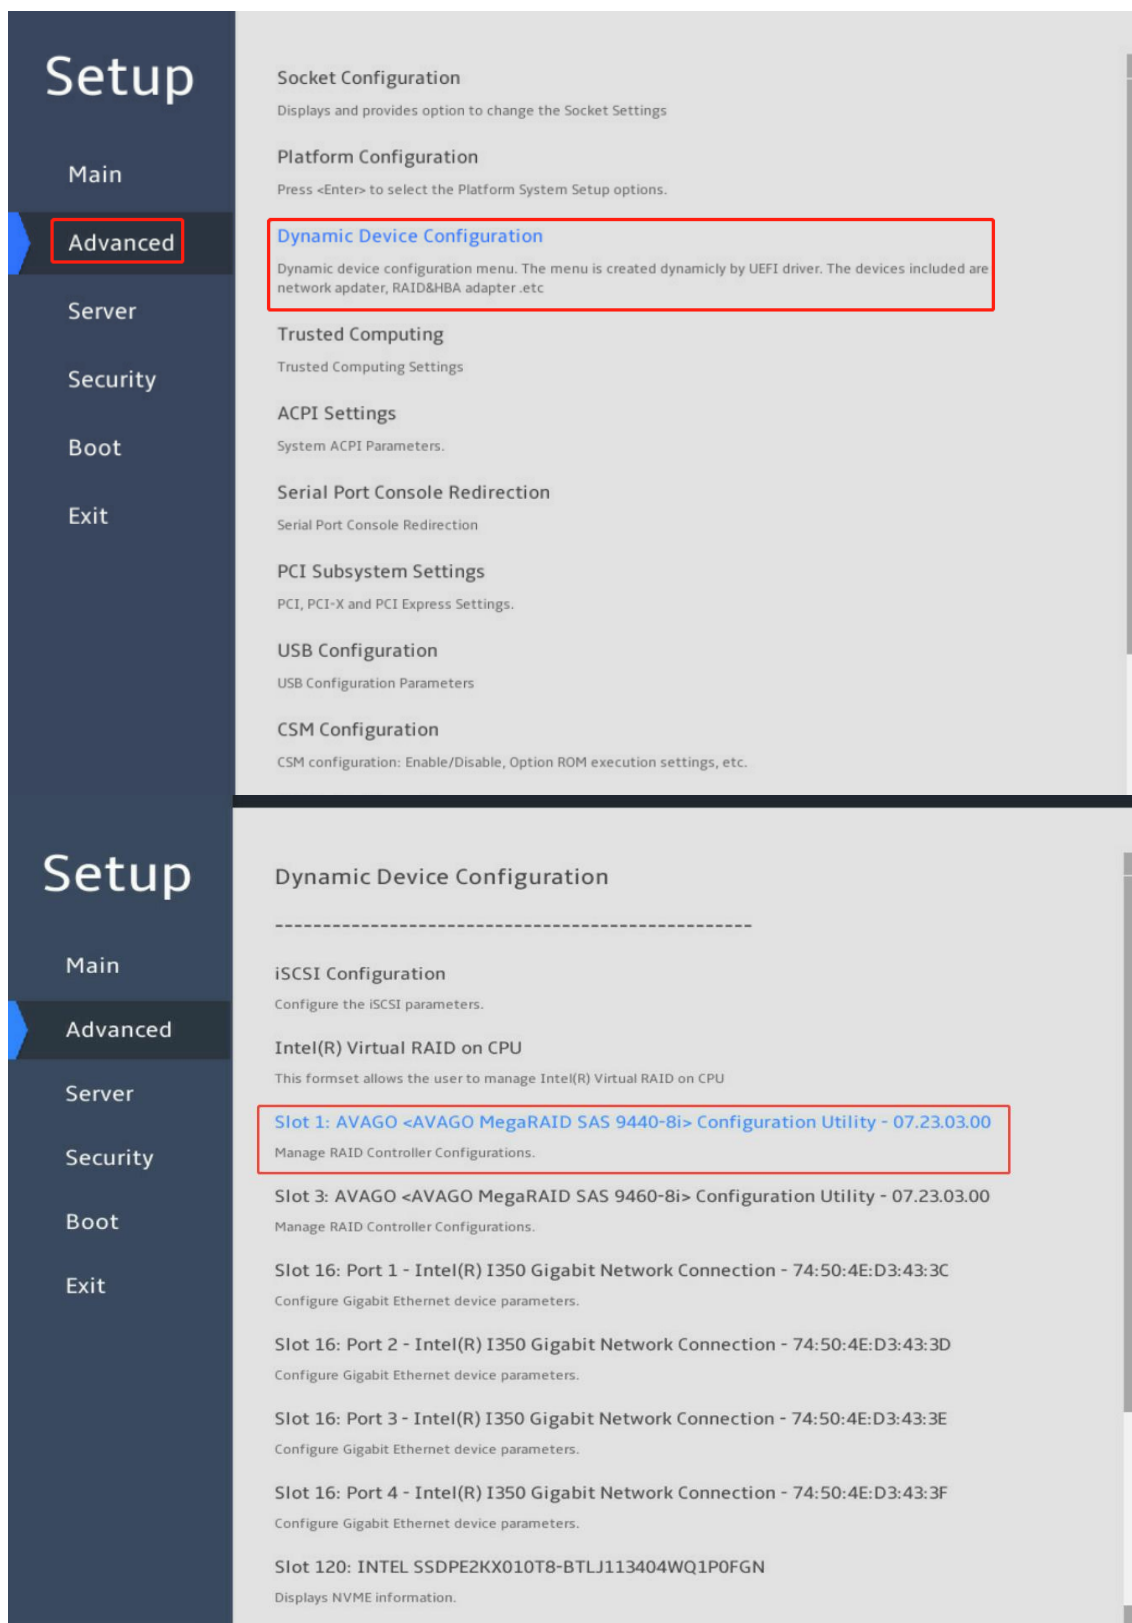 Setup
Main
Advanced
Server
Security
Boot
Exit
Socket Configuration
Displays and provides option to change the Socket Settings
Platform Configuration
Press <Enter> to select the Platform System Setup options.
Dynamic Device Configuration
Dynamic device configuration menu. The menu is created dynamicly by UEFI driver. The devices included are
network apdater, RAID&HBA adapter .etc
Trusted Computing
Trusted Computing Settings
ACPI Settings
System ACPI Parameters.
Serial Port Console Redirection
Serial Port Console Redirection
PCI Subsystem Settings
PCI, PCI-X and PCI Express Settings.
USB Configuration
USB Configuration Parameters
CSM Configuration
CSM configuration: Enable/Disable, Option ROM execution settings, etc.
Setup
Main
Advanced
Server
Security
Boot
Exit
Dynamic Device Configuration
--------------------------------------------------
iSCSI Configuration
Configure the iSCSI parameters.
Intel(R) Virtual RAID on CPU
This formset allows the user to manage Intel(R) Virtual RAID on CPU
Slot 1: AVAGO <AVAGO MegaRAID SAS 9440-8i> Configuration Utility - 07.23.03.00
Manage RAID Controller Configurations.
Slot 3: AVAGO <AVAGO MegaRAID SAS 9460-8i> Configuration Utility - 07.23.03.00
Manage RAID Controller Configurations.
Slot 16: Port 1 - Intel(R) I350 Gigabit Network Connection - 74:50:4E:D3:43:3C
Configure Gigabit Ethernet device parameters.
Slot 16: Port 2 - Intel(R) I350 Gigabit Network Connection - 74:50:4E:D3:43:3D
Configure Gigabit Ethernet device parameters.
Slot 16: Port 3 - Intel(R) I350 Gigabit Network Connection - 74:50:4E:D3:43:3E
Configure Gigabit Ethernet device parameters.
Slot 16: Port 4 - Intel(R) I350 Gigabit Network Connection - 74:50:4E:D3:43:3F
Configure Gigabit Ethernet device parameters.
Slot 120: INTEL SSDPE2KX010T8-BTLJ113404WQ1P0FGN
Displays NVME information.